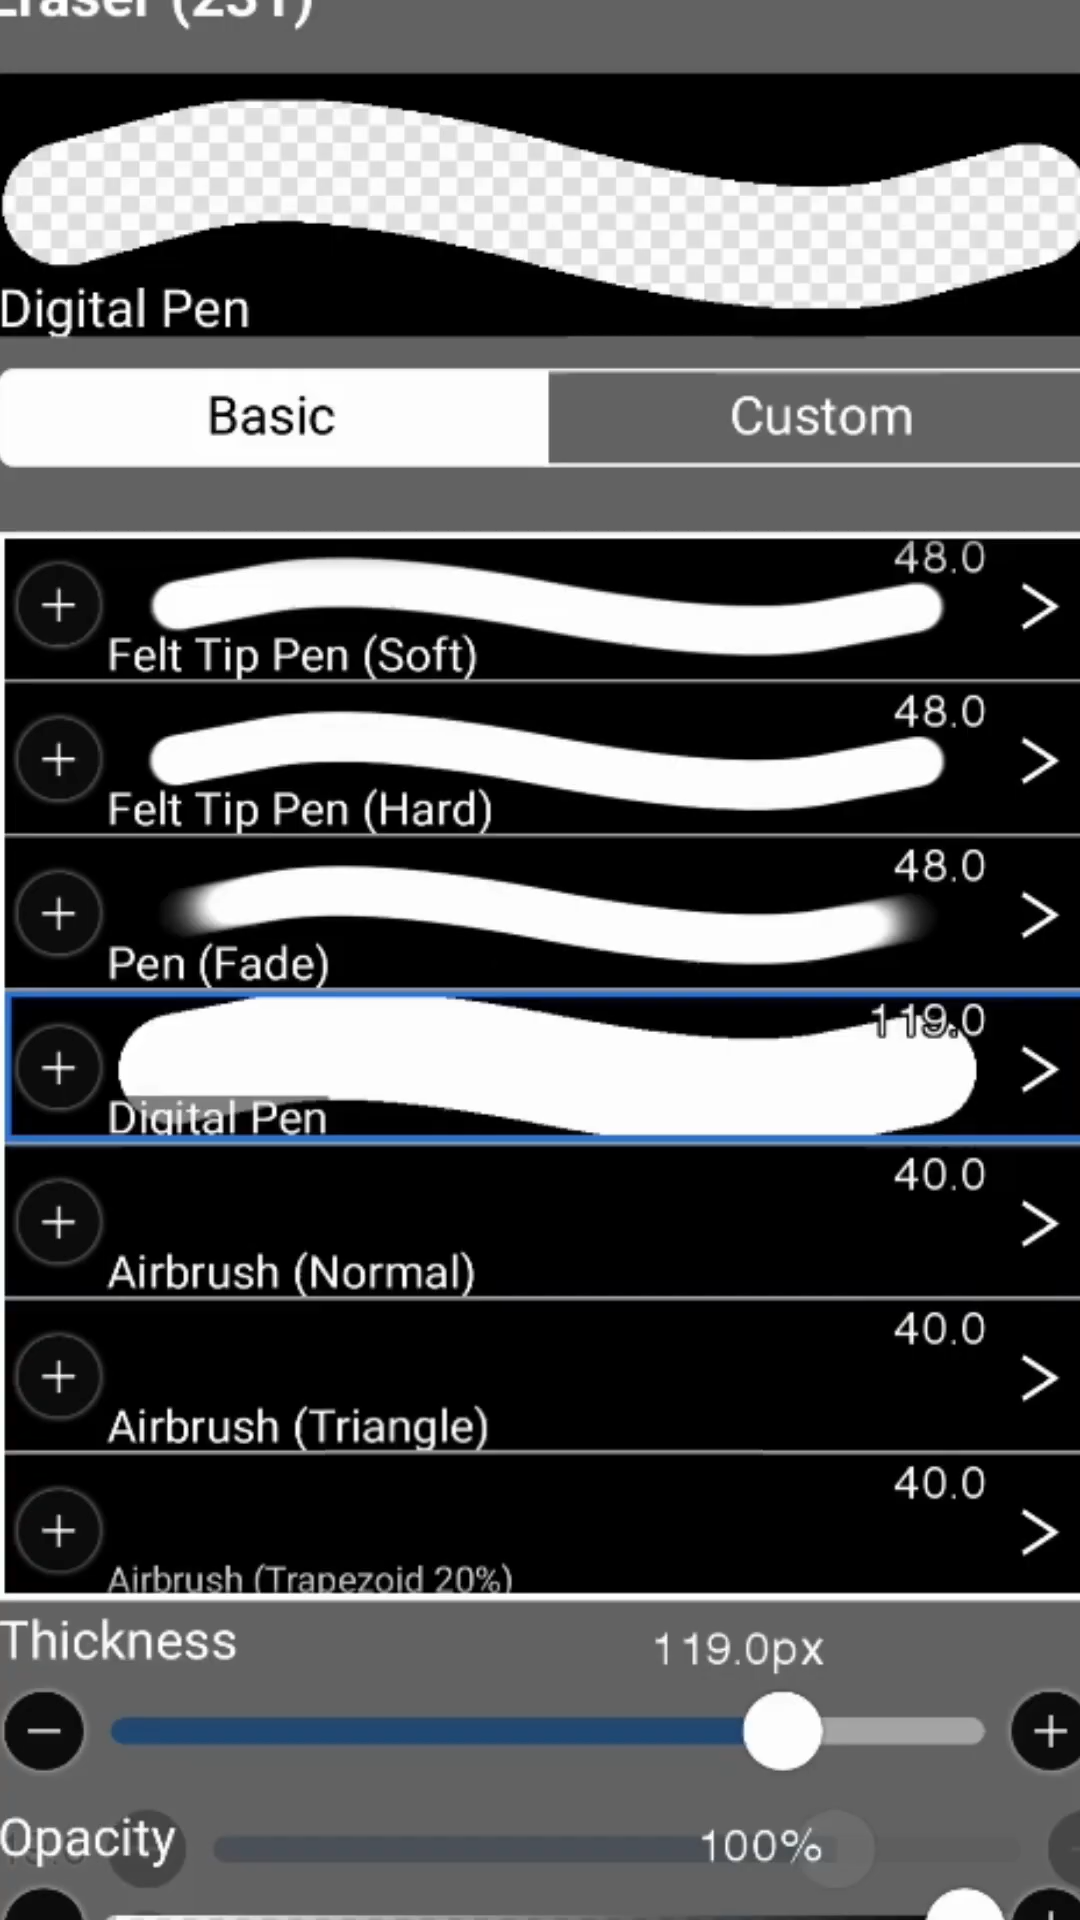 Eraser (231)
Digital Pen
Basic
Custom
48.0
Felt Tip Pen (Soft)
48.0
Felt Tip Pen (Hard)
48.0
Pen (Fade)
119.0
Digital Pen
40.0
Airbrush (Normal)
40.0
Airbrush (Triangle)
40.0
Airbrush (Trapezoid 20%)
Thickness
119.0px
Opacity
100%